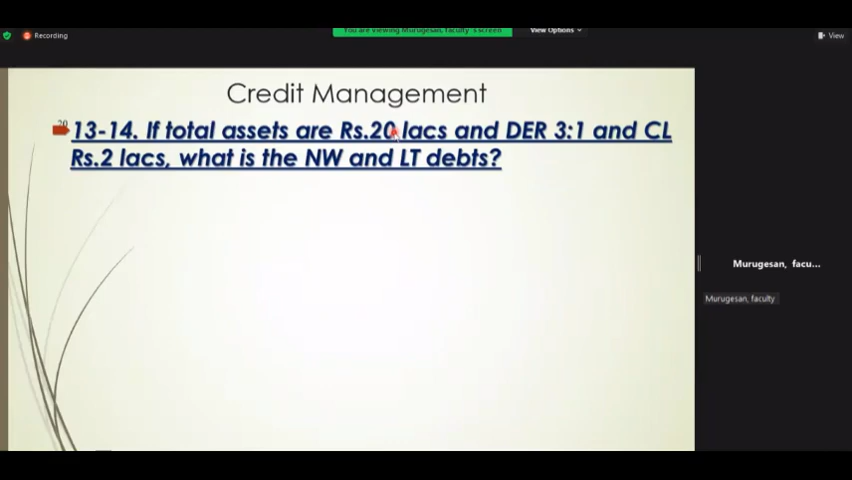 Recording
You are viewing Murugesan, faculty's screen
View Options
View
Credit Management
20
13-14. If total assets are Rs.20 lacs and DER 3:1 and CL
Rs.2 lacs, what is the NW and LT debts?
Murugesan, facu...
Murugesan, faculty